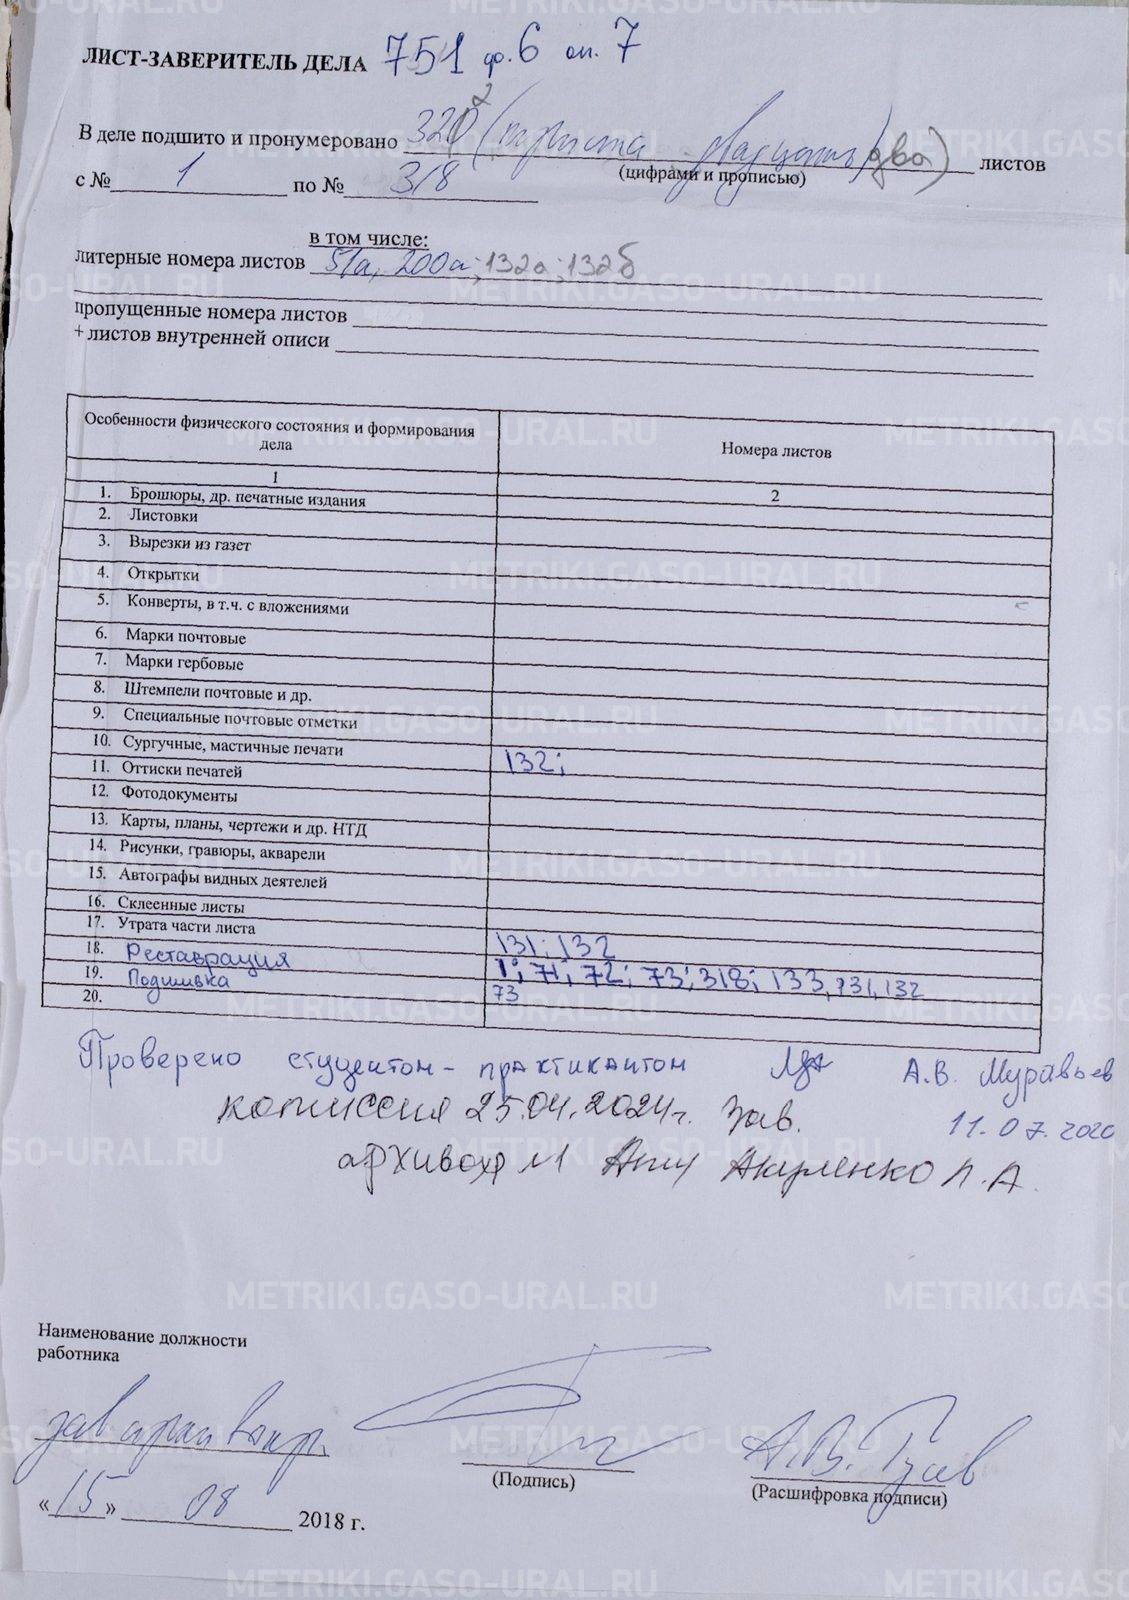 ЛИСТ-ЗАВЕРИТЕЛЬ ДЕЛА 751 ф.6 оп.7
В деле подшито и пронумеровано 320 2 (триста двадцать) два) листов
(цифрами и прописью)
с № 1 по № 318
в том числе:
литерные номера листов 51а, 200а; 132а; 132б
пропущенные номера листов
+ листов внутренней описи
Особенности физического состояния и формирования дела Номера листов
1 2
1. Брошюры, др. печатные издания
2. Листовки
3. Вырезки из газет
4. Открытки
5. Конверты, в т.ч. с вложениями
6. Марки почтовые
7. Марки гербовые
8. Штемпели почтовые и др.
9. Специальные почтовые отметки
10. Сургучные, мастичные печати
11. Оттиски печатей 132;
12. Фотодокументы
13. Карты, планы, чертежи и др. НТД
14. Рисунки, гравюры, акварели
15. Автографы видных деятелей
16. Склеенные листы
17. Утрата части листа
18. Реставрация 131; 132
19. Подшивка 1; 71; 72; 73; 318; 133, 131, 132
20. 73
Проверено студентом-практикантом А.В. Муравьев
11.07.2020
комиссия 25.04.2024г. Зав.
архивохр
Наименование должности
работника
зав
(Подпись)
А.В. Гусев
(Расшифровка подписи)
«15» 08 2018 г.
METRIKI.GASO-URAL.RU